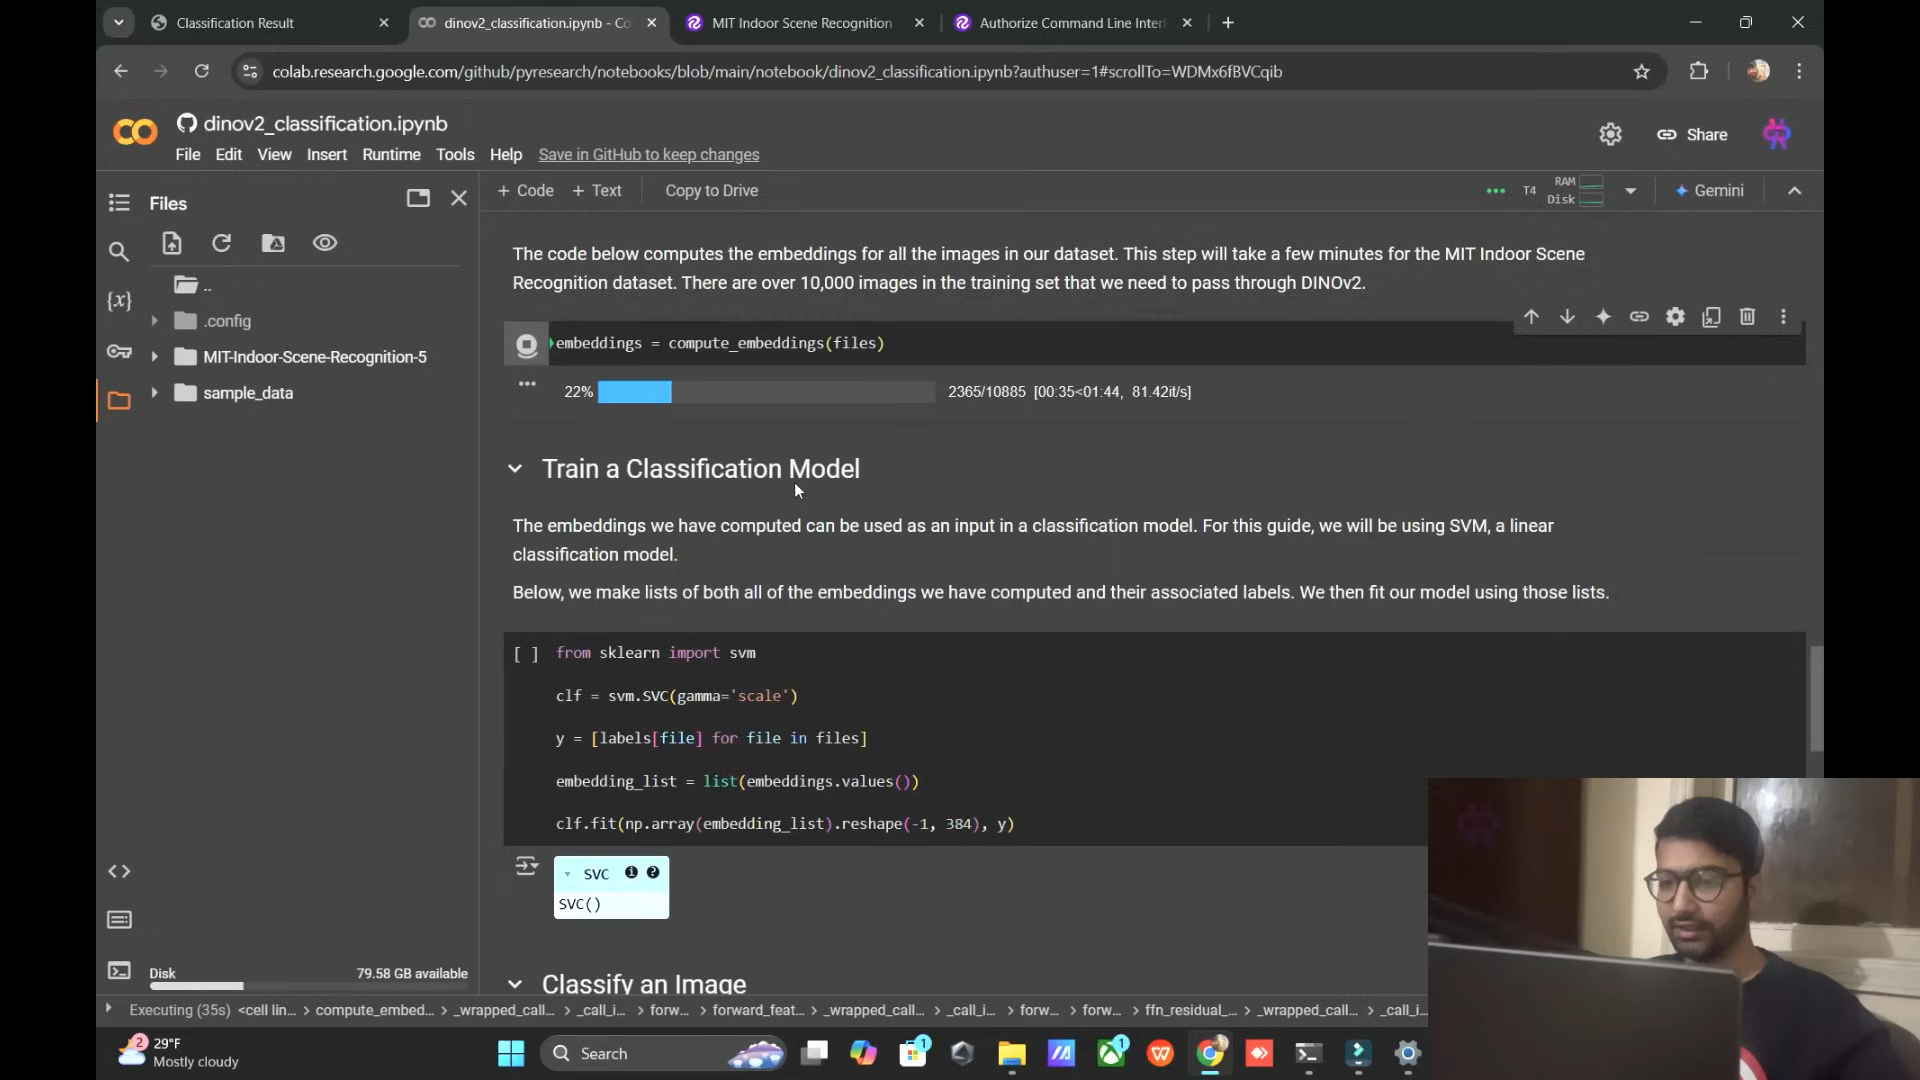 Classification Result
dinov2_classification.ipynb - Co
MIT Indoor Scene Recognition
Authorize Command Line Interf
colab.research.google.com/github/pyresearch/notebooks/blob/main/notebook/dinov2_classification.ipynb?authuser=1#scrollTo=WDMx6fBVCqib
dinov2_classification.ipynb
Share
File Edit View Insert Runtime Tools Help Save in GitHub to keep changes
Files
+ Code + Text Copy to Drive
T4 RAM Disk
Gemini
..
.config
MIT-Indoor-Scene-Recognition-5
sample_data
The code below computes the embeddings for all the images in our dataset. This step will take a few minutes for the MIT Indoor Scene
Recognition dataset. There are over 10,000 images in the training set that we need to pass through DINOv2.
embeddings = compute_embeddings(files)
22% 2365/10885 [00:35<01:44, 81.42it/s]
Train a Classification Model
The embeddings we have computed can be used as an input in a classification model. For this guide, we will be using SVM, a linear
classification model.
Below, we make lists of both all of the embeddings we have computed and their associated labels. We then fit our model using those lists.
[ ] from sklearn import svm
clf = svm.SVC(gamma='scale')
y = [labels[file] for file in files]
embedding_list = list(embeddings.values())
clf.fit(np.array(embedding_list).reshape(-1, 384), y)
SVC
SVC()
Classify an Image
Disk 79.58 GB available
Executing (35s) <cell lin... > compute_embed... > _wrapped_call... > _call_i... > forw... > forward_feat... > _wrapped_call... > _call_i... > forw... > forw... > ffn_residual_... > _wrapped_call... > _call_i...
2
29°F
Mostly cloudy
Search
1
1